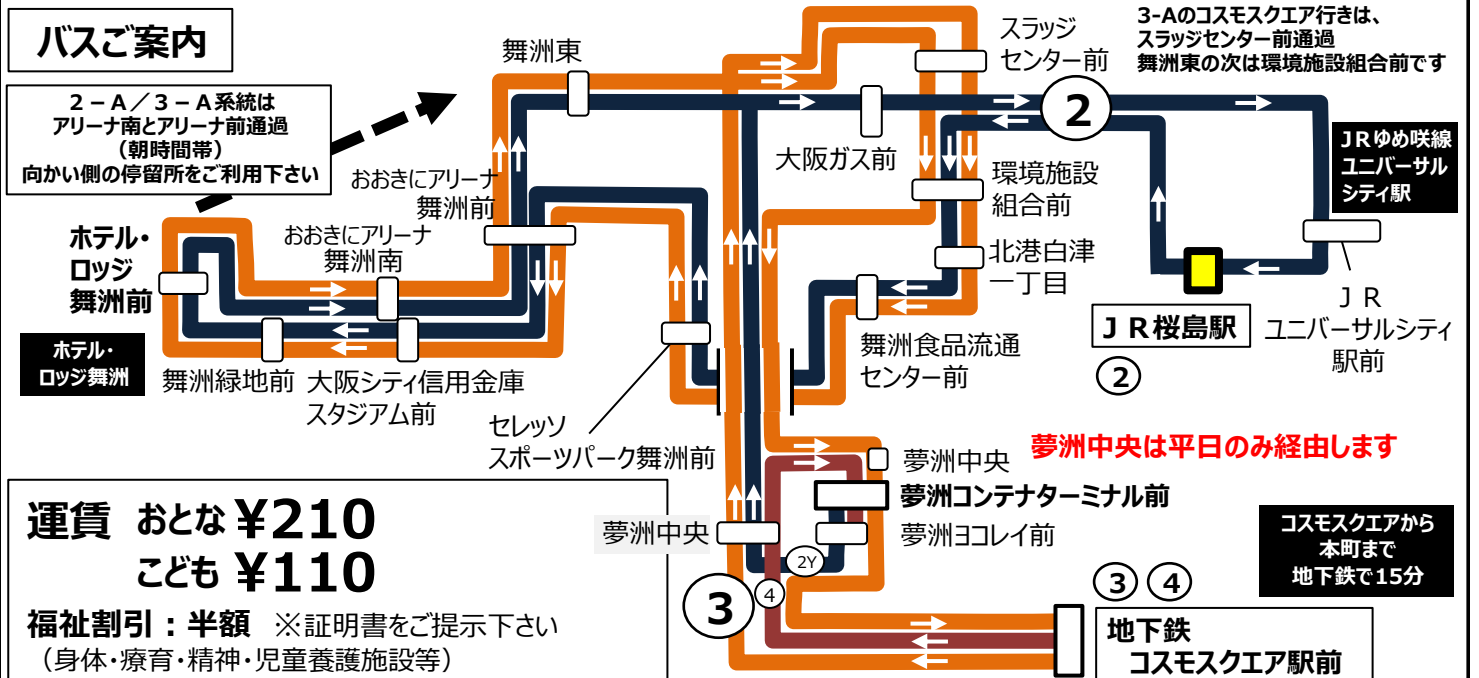 バスご案内
２－Ａ／３－Ａ系統は
アリーナ南とアリーナ前通過
（朝時間帯）
向かい側の停留所をご利用下さい
舞洲東
スラッジ
センター前
3-Aのコスモスクエア行きは、
スラッジセンター前通過
舞洲東の次は環境施設組合前です
2
大阪ガス前
ＪＲゆめ咲線
ユニバーサル
シティ駅
おおきにアリーナ
舞洲前
環境施設
組合前
ホテル・
ロッジ
舞洲前
おおきにアリーナ
舞洲南
北港白津
一丁目
ＪＲ桜島駅
②
ＪＲ
ユニバーサルシティ
駅前
ホテル・
ロッジ舞洲
舞洲緑地前
大阪シティ信用金庫
スタジアム前
舞洲食品流通
センター前
セレッソ
スポーツパーク舞洲前
夢洲中央
夢洲中央は平日のみ経由します
夢洲コンテナターミナル前
夢洲中央
夢洲ヨコレイ前
2Y
4
3
コスモスクエアから
本町まで
地下鉄で15分
③ ④
地下鉄
コスモスクエア駅前
運賃 おとな ¥210
こども ¥110
福祉割引：半額 ※証明書をご提示下さい
（身体・療育・精神・児童養護施設等）